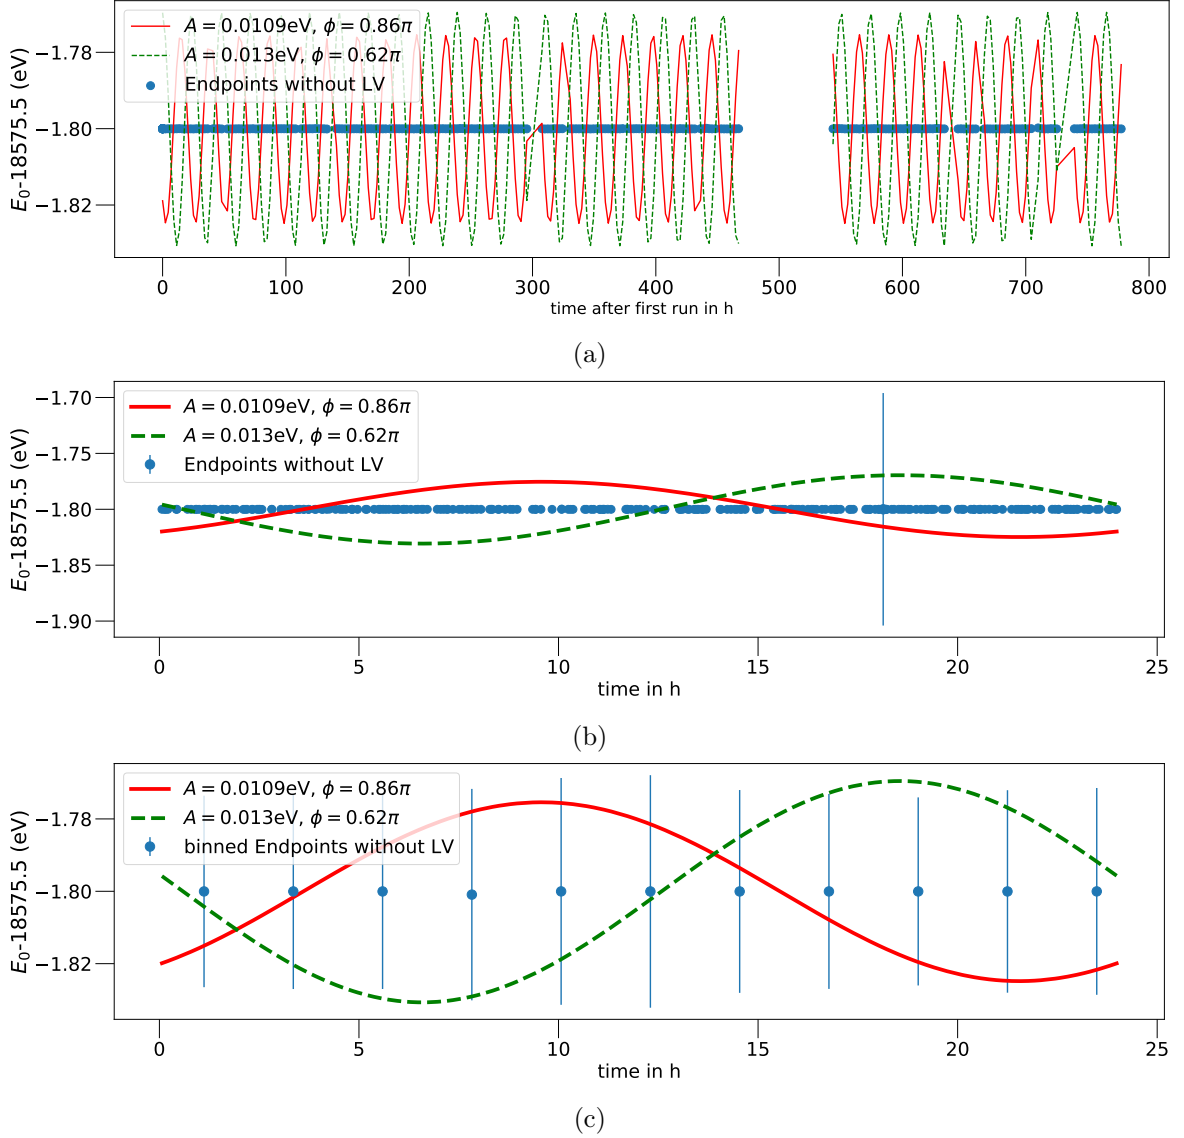 A = 0.0109eV, ϕ = 0.86π
A = 0.013eV, ϕ = 0.62π
Endpoints without LV
E₀-18575.5 (eV)
−1.78
−1.80
−1.82
0 100 200 300 400 500 600 700 800
time after first run in h
(a)
A = 0.0109eV, ϕ = 0.86π
A = 0.013eV, ϕ = 0.62π
Endpoints without LV
E₀-18575.5 (eV)
−1.70
−1.75
−1.80
−1.85
−1.90
0 5 10 15 20 25
time in h
(b)
A = 0.0109eV, ϕ = 0.86π
A = 0.013eV, ϕ = 0.62π
binned Endpoints without LV
E₀-18575.5 (eV)
−1.78
−1.80
−1.82
0 5 10 15 20 25
time in h
(c)